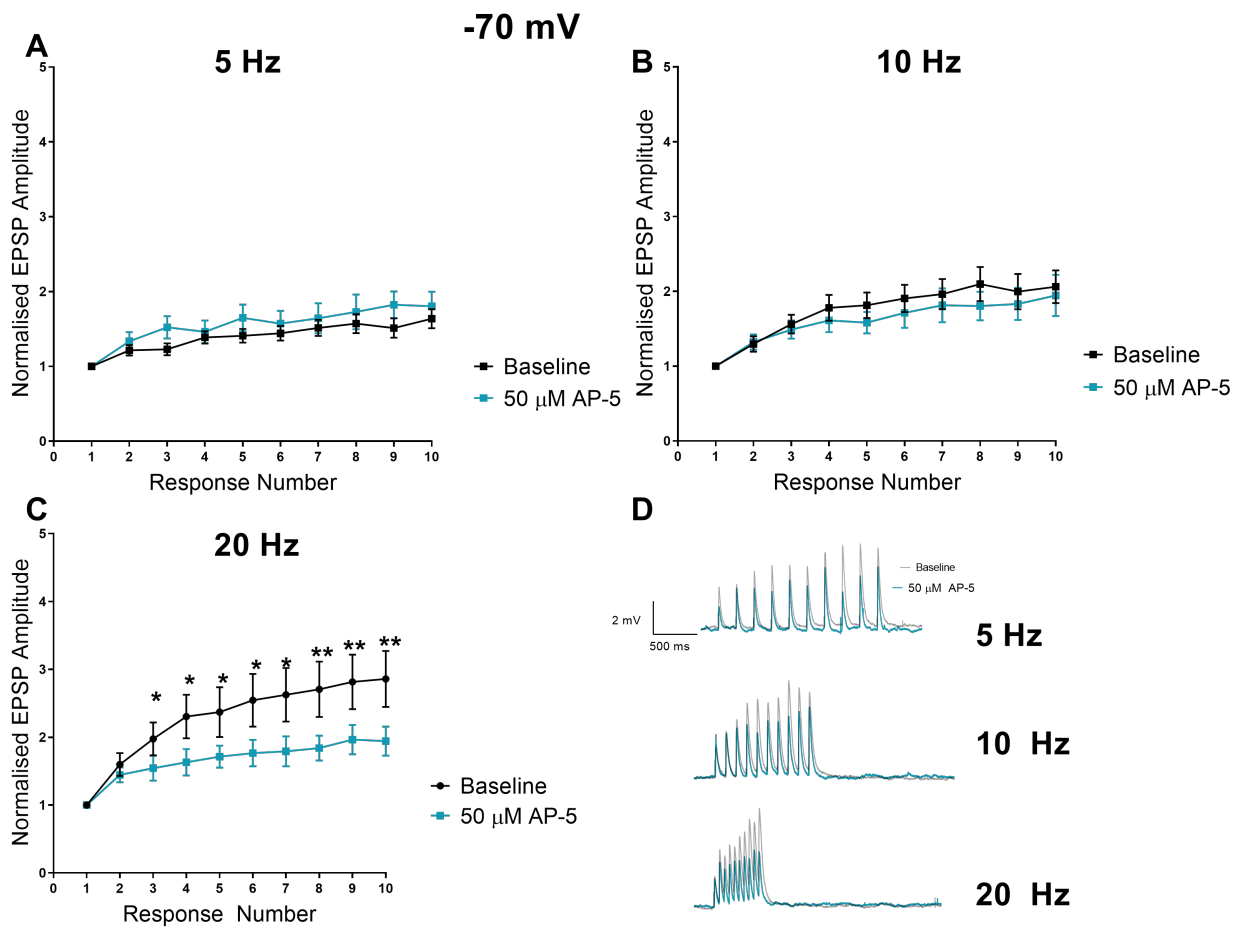 -70 mV
A
5 Hz
5
4
3
2
1
0
Normalised EPSP Amplitude
0 1 2 3 4 5 6 7 8 9 10
Response Number
Baseline
50 μM AP-5
B
10 Hz
5
4
3
2
1
0
Normalised EPSP Amplitude
0 1 2 3 4 5 6 7 8 9 10
Response Number
Baseline
50 μM AP-5
C
20 Hz
5
4
3
2
1
0
Normalised EPSP Amplitude
* * * * * ** ** **
0 1 2 3 4 5 6 7 8 9 10
Response Number
Baseline
50 μM AP-5
D
Baseline
50 μM AP-5
2 mV
500 ms
5 Hz
10 Hz
20 Hz